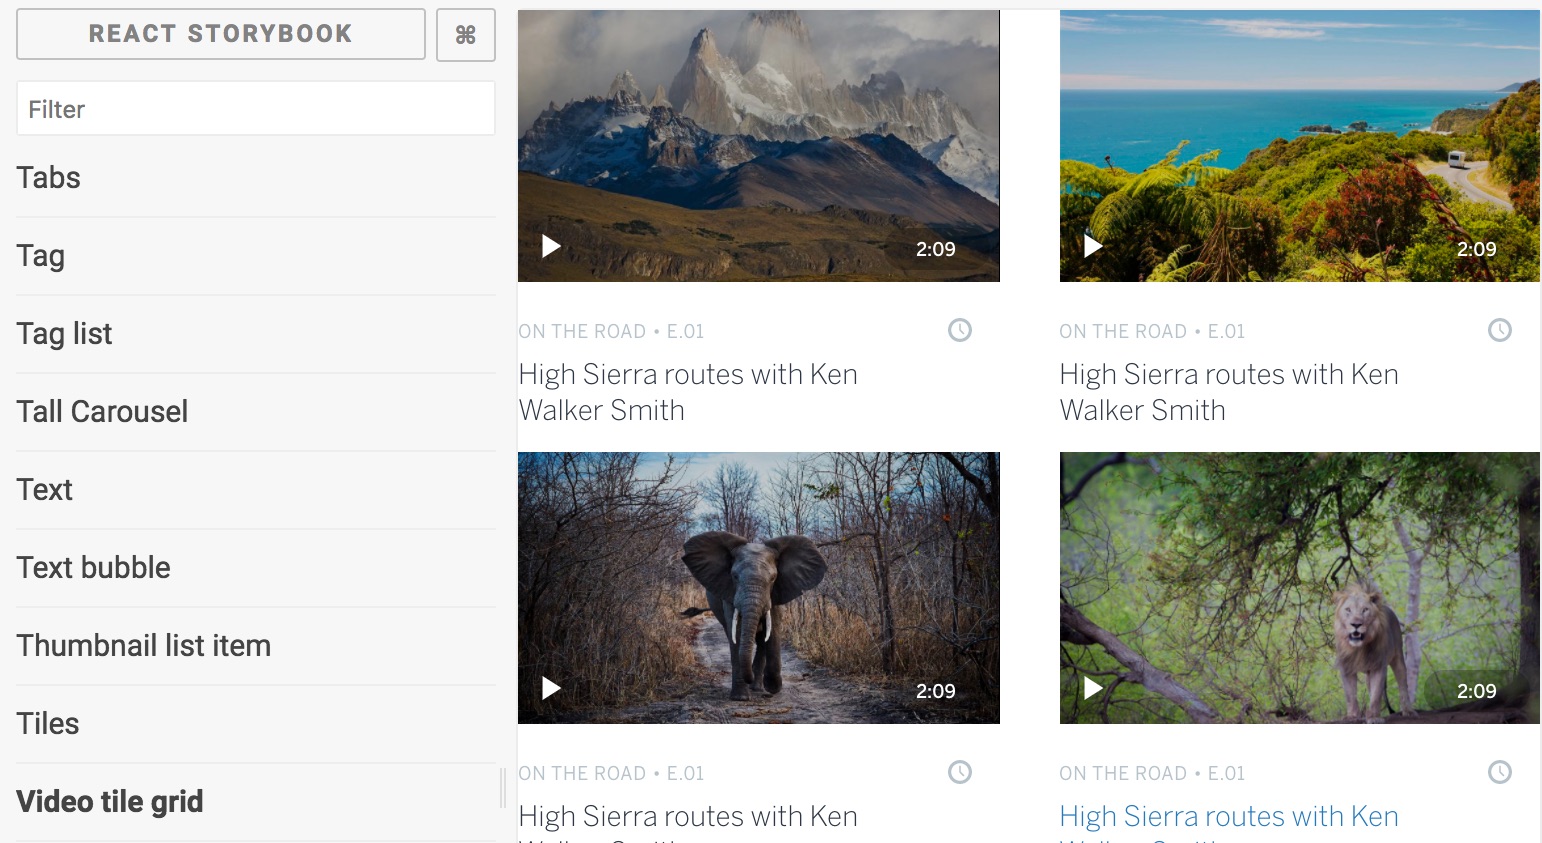 REACT STORYBOOK
⌘
Filter
Tabs
Tag
Tag list
Tall Carousel
Text
Text bubble
Thumbnail list item
Tiles
Video tile grid
2:09
2:09
ON THE ROAD • E.01
High Sierra routes with Ken
Walker Smith
ON THE ROAD • E.01
High Sierra routes with Ken
Walker Smith
2:09
2:09
ON THE ROAD • E.01
High Sierra routes with Ken
ON THE ROAD • E.01
High Sierra routes with Ken